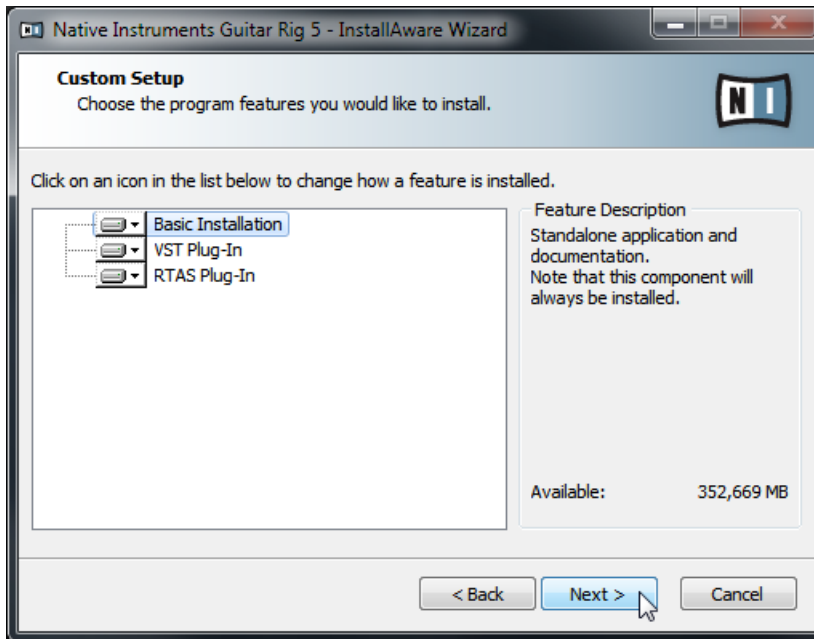 Native Instruments Guitar Rig 5 - InstallAware Wizard
Custom Setup
Choose the program features you would like to install.
N I
Click on an icon in the list below to change how a feature is installed.
Basic Installation
VST Plug-In
RTAS Plug-In
Feature Description
Standalone application and
documentation.
Note that this component will
always be installed.
Available: 352,669 MB
< Back Next > Cancel